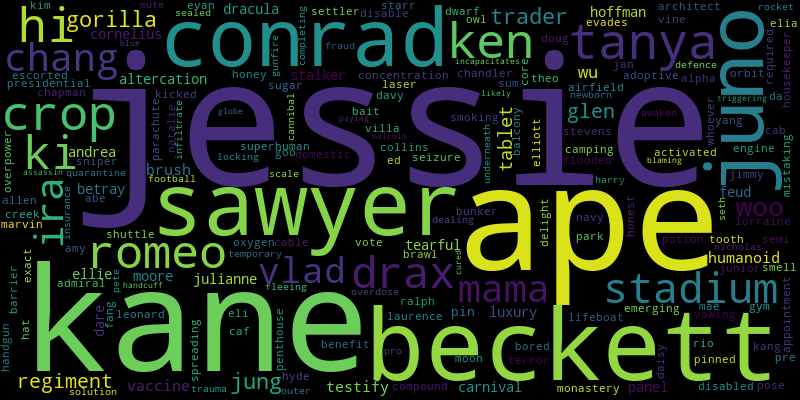 kim
mute
hi
gorilla
dracula
evan
sealed
settler
starr
disable
dwarf
owl
trader
hoffman
evades
architect
vine
elia
rocket
cornelius
chang
conrad
ken
tanya
doug
jan
adoptive
defence
alpha
required
housekeeper
juno
blue
fraud
gunfire
completing
incapacitates
core
theo
wu
airfield
sum
orbit
da
presidential
escorted
altercation
honey
stalker
concentration
chandler
laser
sugar
likely
triggering
chapman
kicked
parachute
natalie
infiltrate
globe
jessie
cannibal
bait
davy
smoking
tablet
glen
newborn
activated
whoever
yang
cab
crop
superhuman
villa
paying
malcolm
collins
underneath
balcony
elliott
stevens
camping
flooded
awaken
engine
mistaking
overpower
ki
andrea
sniper
quarantine
brush
locking
goo
domestic
ed
seizure
harry
blaming
jimmy
feud
assassin
football
scale
allen
creek
marvin
ira
insurance
abe
betray
sawyer
ape
dealing
delight
navy
park
honest
seth
woo
lorraine
potion
tooth
semi
nicholas
humanoid
junior
smell
shuttle
romeo
oxygen
cable
temporary
vote
tearful
brawl
bunker
cured
exact
amy
ellie
pete
moore
julianne
vlad
drax
mama
stadium
appointment
barrier
admiral
handcuff
fleeing
overdose
ralph
laurence
pin
luxury
lifeboat
emerging
mae
vowing
gym
kane
beckett
hat
dare
fang
leonard
eli
caf
penthouse
benefit
pro
moon
bored
terror
daisy
rio
pinned
kang
pre
handgun
regiment
solution
vaccine
spreading
trauma
jung
hyde
outer
testify
compound
carnival
monastery
panel
disabled
pose